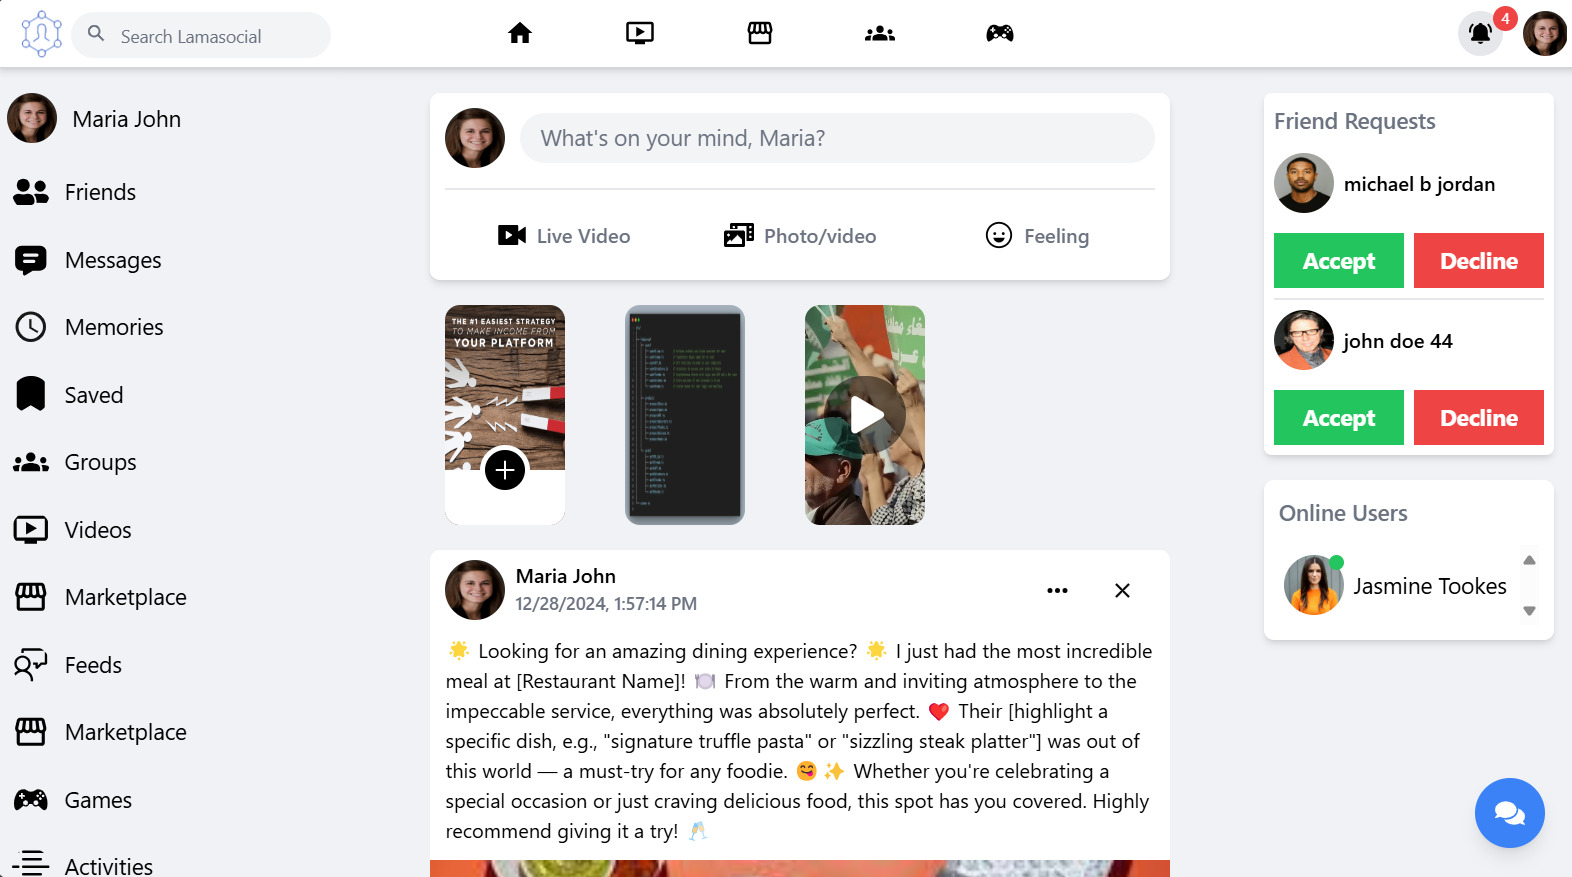 Search Lamasocial
4
Maria John
Friends
Messages
Memories
Saved
Groups
Videos
Marketplace
Feeds
Marketplace
Games
Activities
What's on your mind, Maria?
Live Video
Photo/video
Feeling
THE #1 EASIEST STRATEGY
TO MAKE INCOME FROM
YOUR PLATFORM
Maria John
12/28/2024, 1:57:14 PM
🌟 Looking for an amazing dining experience? 🌟 I just had the most incredible
meal at [Restaurant Name]! 🍽️ From the warm and inviting atmosphere to the
impeccable service, everything was absolutely perfect. ❤️ Their [highlight a
specific dish, e.g., "signature truffle pasta" or "sizzling steak platter"] was out of
this world — a must-try for any foodie. 😋 ✨ Whether you're celebrating a
special occasion or just craving delicious food, this spot has you covered. Highly
recommend giving it a try! 🥂
Friend Requests
michael b jordan
Accept
Decline
john doe 44
Accept
Decline
Online Users
Jasmine Tookes